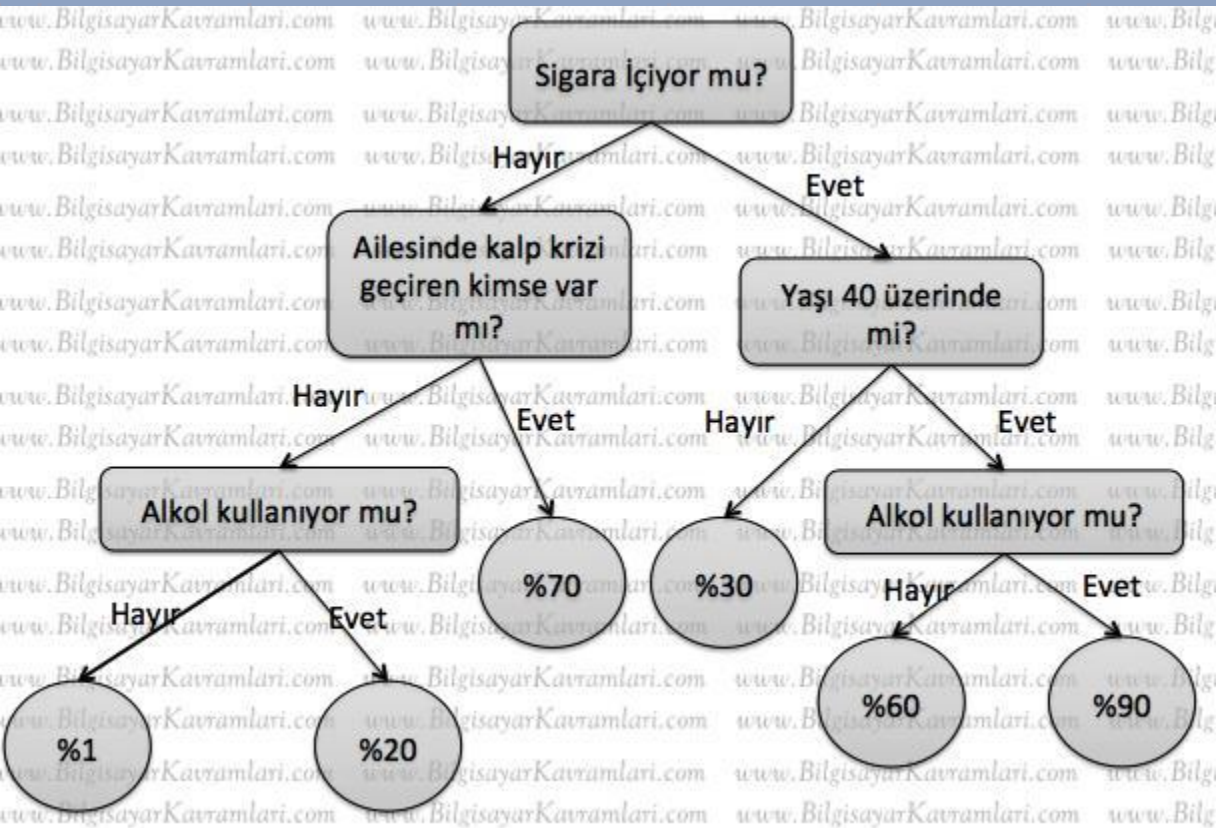 Sigara İçiyor mu?
Hayır
Evet
Ailesinde kalp krizi
geçiren kimse var
mı?
Yaşı 40 üzerinde
mi?
Hayır
Evet
Hayır
Evet
Alkol kullanıyor mu?
%70
%30
Alkol kullanıyor mu?
Hayır
Evet
Hayır
Evet
%1
%20
%60
%90
www.BilgisayarKavramlari.com